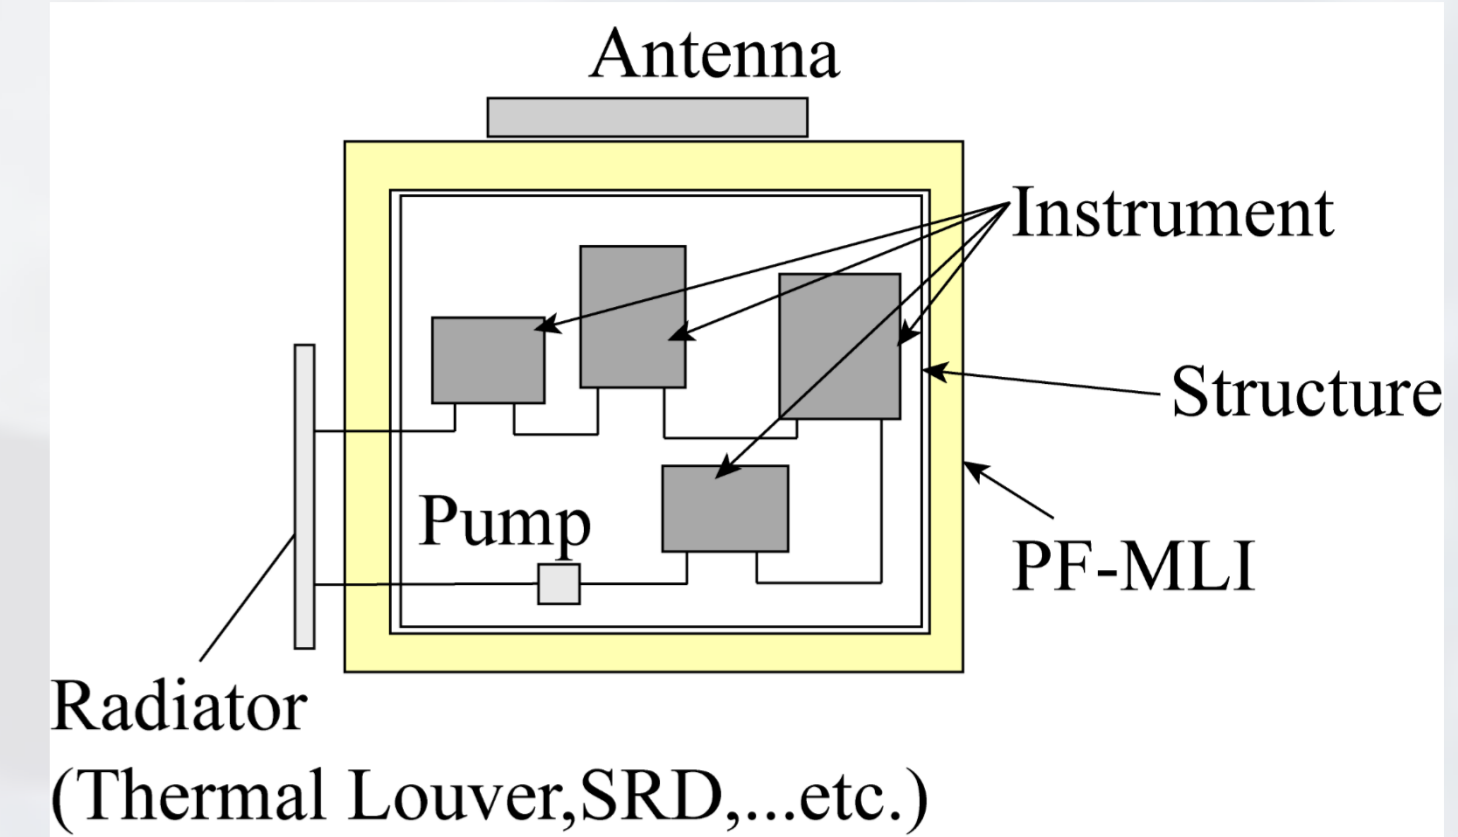 Antenna
Instrument
Structure
Pump
PF-MLI
Radiator
(Thermal Louver,SRD,...etc.)